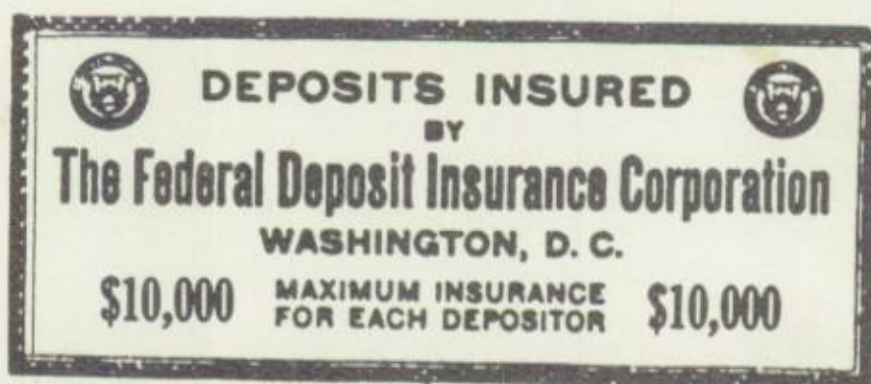 DEPOSITS INSURED
BY
The Federal Deposit Insurance Corporation
WASHINGTON, D. C.
$10,000 MAXIMUM INSURANCE FOR EACH DEPOSITOR $10,000